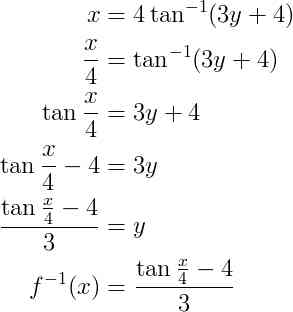 x = 4 tan⁻¹(3y + 4)
x/4 = tan⁻¹(3y + 4)
tan x/4 = 3y + 4
tan x/4 − 4 = 3y
(tan x/4 − 4)/3 = y
f⁻¹(x) = (tan x/4 − 4)/3